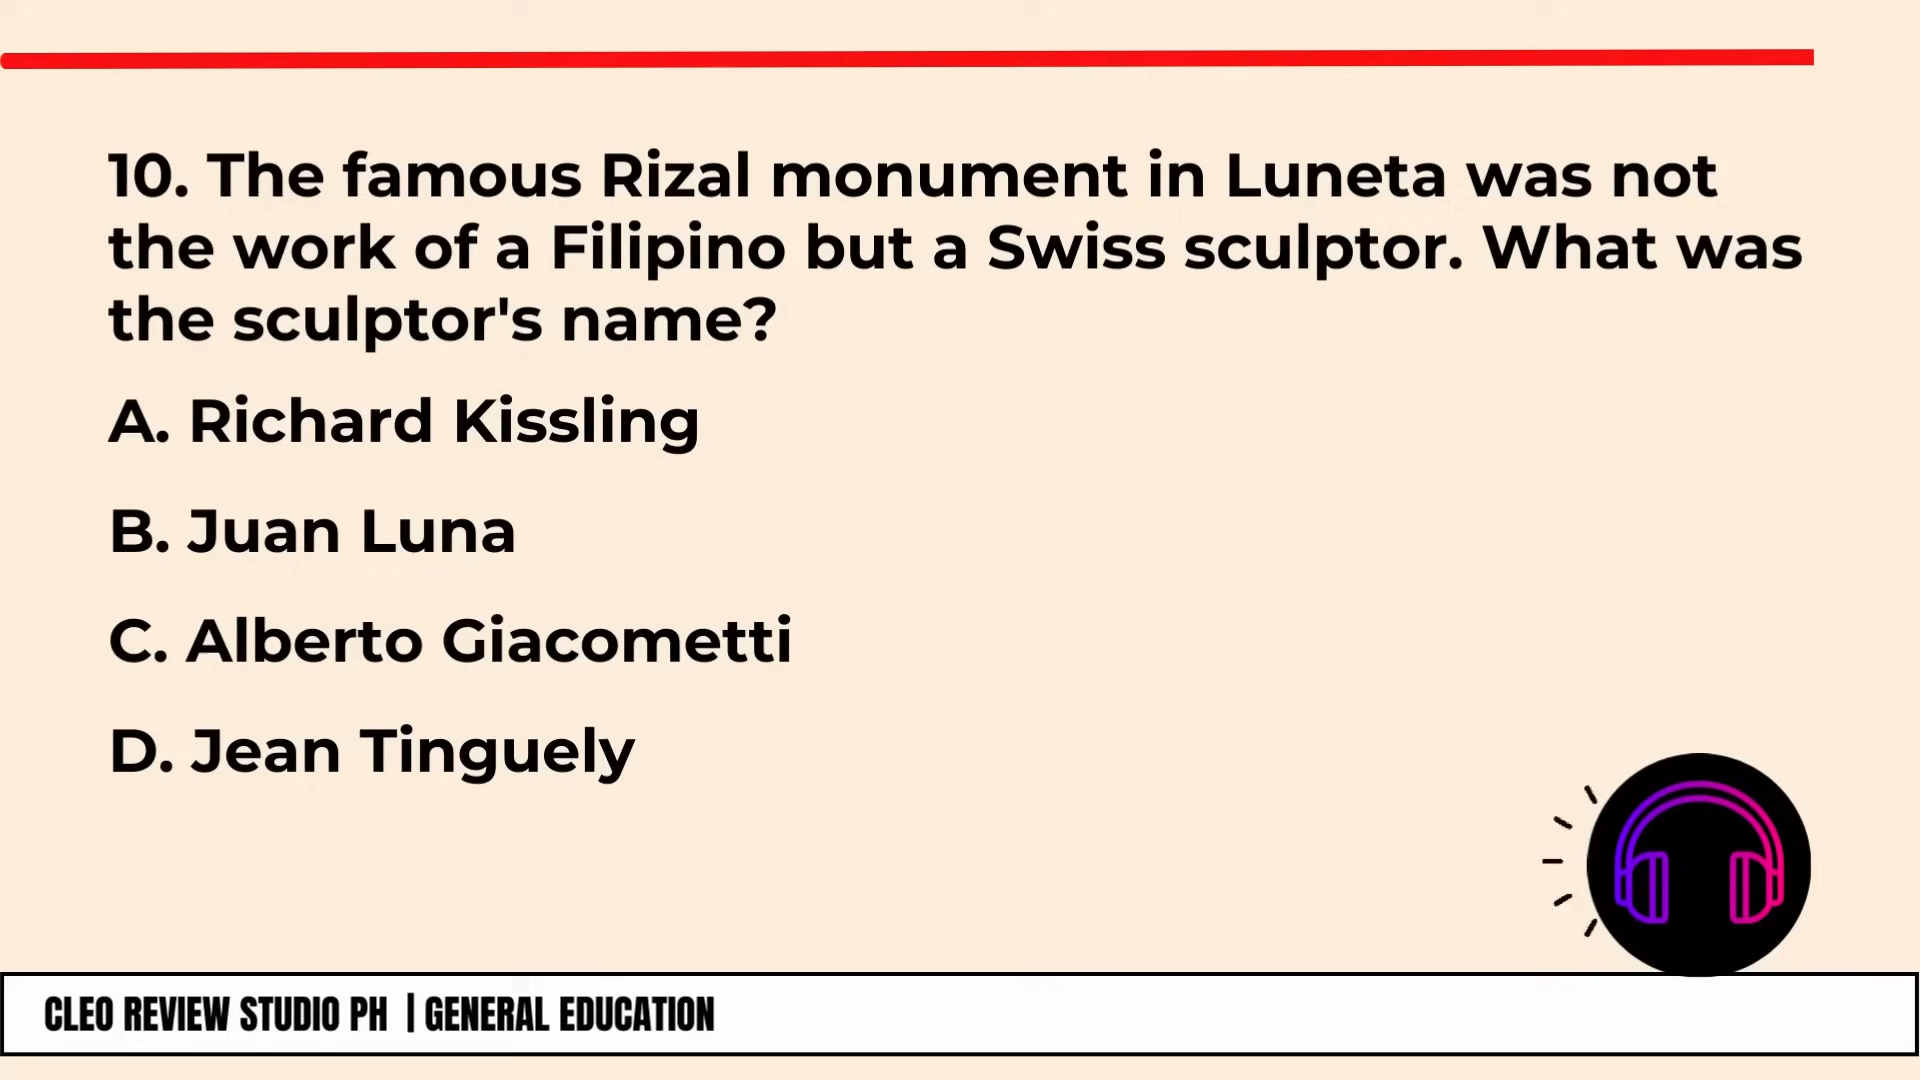 10. The famous Rizal monument in Luneta was not
the work of a Filipino but a Swiss sculptor. What was
the sculptor's name?
A. Richard Kissling
B. Juan Luna
C. Alberto Giacometti
D. Jean Tinguely
CLEO REVIEW STUDIO PH | GENERAL EDUCATION